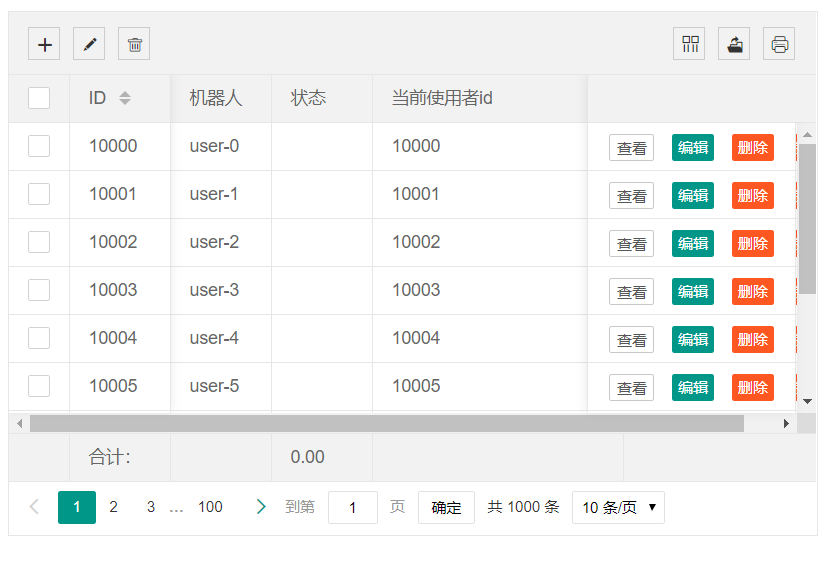 ID 机器人 状态 当前使用者id
10000 user-0 10000 查看 编辑 删除
10001 user-1 10001 查看 编辑 删除
10002 user-2 10002 查看 编辑 删除
10003 user-3 10003 查看 编辑 删除
10004 user-4 10004 查看 编辑 删除
10005 user-5 10005 查看 编辑 删除
合计： 0.00
1 2 3 … 100 到第 1 页 确定 共 1000 条 10 条/页